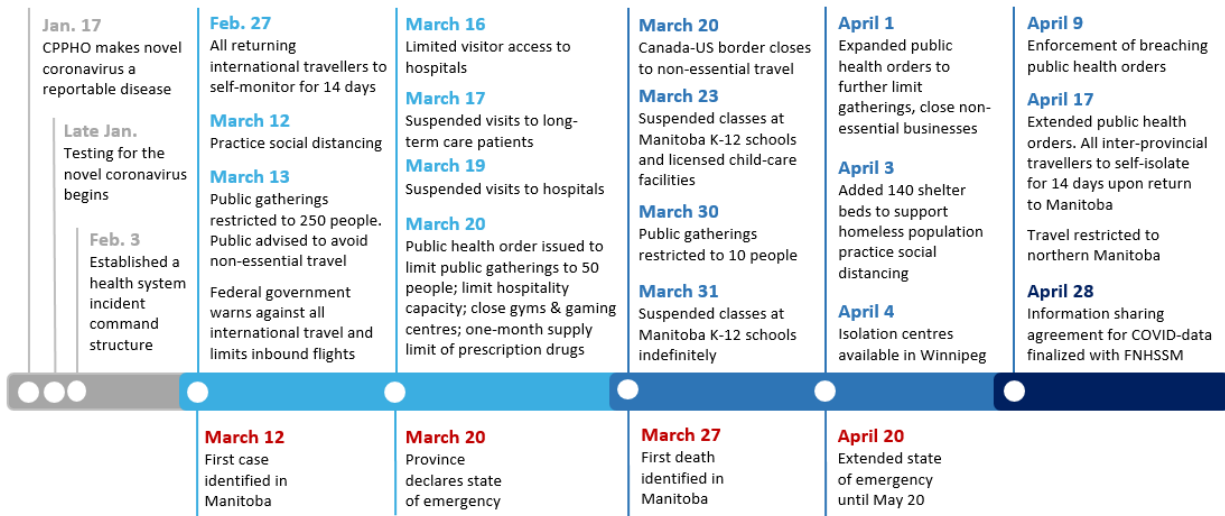 Jan. 17
CPPHO makes novel
coronavirus a
reportable disease
Late Jan.
Testing for the
novel coronavirus
begins
Feb. 3
Established a
health system
incident
command
structure
Feb. 27
All returning
international travellers to
self-monitor for 14 days
March 12
Practice social distancing
March 13
Public gatherings
restricted to 250 people.
Public advised to avoid
non-essential travel
Federal government
warns against all
international travel and
limits inbound flights
March 16
Limited visitor access to
hospitals
March 17
Suspended visits to long-
term care patients
March 19
Suspended visits to hospitals
March 20
Public health order issued to
limit public gatherings to 50
people; limit hospitality
capacity; close gyms & gaming
centres; one-month supply
limit of prescription drugs
March 20
Canada-US border closes
to non-essential travel
March 23
Suspended classes at
Manitoba K-12 schools
and licensed child-care
facilities
March 30
Public gatherings
restricted to 10 people
March 31
Suspended classes at
Manitoba K-12 schools
indefinitely
April 1
Expanded public
health orders to
further limit
gatherings, close non-
essential businesses
April 3
Added 140 shelter
beds to support
homeless population
practice social
distancing
April 4
Isolation centres
available in Winnipeg
April 9
Enforcement of breaching
public health orders
April 17
Extended public health
orders. All inter-provincial
travellers to self-isolate
for 14 days upon return
to Manitoba
Travel restricted to
northern Manitoba
April 28
Information sharing
agreement for COVID-data
finalized with FNHSSM
March 12
First case
identified in
Manitoba
March 20
Province
declares state
of emergency
March 27
First death
identified in
Manitoba
April 20
Extended state
of emergency
until May 20